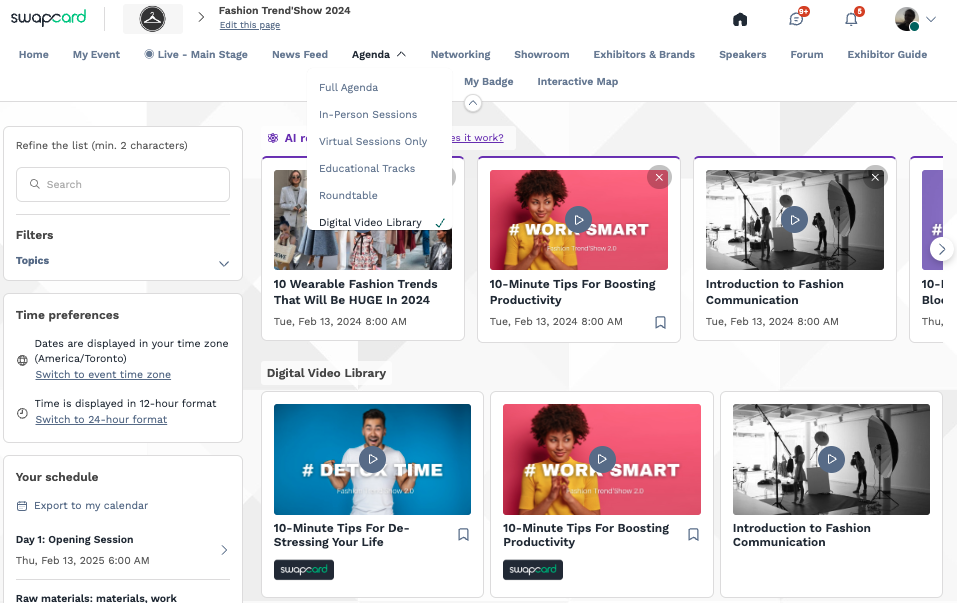 swapcard
Fashion Trend'Show 2024
Edit this page
9+
5
Home
My Event
Live - Main Stage
News Feed
Agenda
Networking
Showroom
Exhibitors & Brands
Speakers
Forum
Exhibitor Guide
My Badge
Interactive Map
Full Agenda
In-Person Sessions
Virtual Sessions Only
Educational Tracks
Roundtable
Digital Video Library
Refine the list (min. 2 characters)
Search
Filters
Topics
Time preferences
Dates are displayed in your time zone
(America/Toronto)
Switch to event time zone
Time is displayed in 12-hour format
Switch to 24-hour format
Your schedule
Export to my calendar
Day 1: Opening Session
Thu, Feb 13, 2025 6:00 AM
Raw materials: materials, work
AI
es it work?
10 Wearable Fashion Trends
That Will Be HUGE In 2024
Tue, Feb 13, 2024 8:00 AM
# WORK SMART
Fashion Trend'Show 2.0
10-Minute Tips For Boosting
Productivity
Tue, Feb 13, 2024 8:00 AM
Introduction to Fashion
Communication
Tue, Feb 13, 2024 8:00 AM
#
Thu,
Digital Video Library
# DETOX TIME
Fashion Trend'Show 2.0
10-Minute Tips For De-
Stressing Your Life
swapcard
# WORK SMART
Fashion Trend'Show 2.0
10-Minute Tips For Boosting
Productivity
swapcard
Introduction to Fashion
Communication